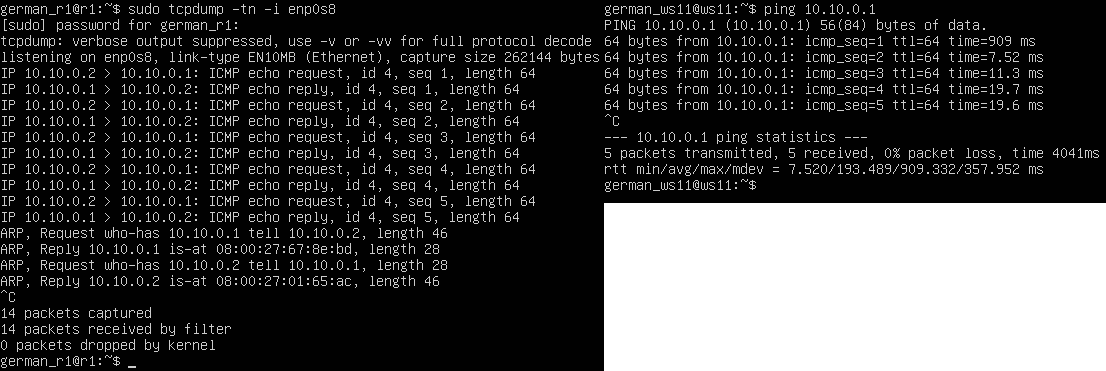 german_r1@r1:~$ sudo tcpdump -tn -i enp0s8
[sudo] password for german_r1:
tcpdump: verbose output suppressed, use -v or -vv for full protocol decode
listening on enp0s8, link-type EN10MB (Ethernet), capture size 262144 bytes
IP 10.10.0.2 > 10.10.0.1: ICMP echo request, id 4, seq 1, length 64
IP 10.10.0.1 > 10.10.0.2: ICMP echo reply, id 4, seq 1, length 64
IP 10.10.0.2 > 10.10.0.1: ICMP echo request, id 4, seq 2, length 64
IP 10.10.0.1 > 10.10.0.2: ICMP echo reply, id 4, seq 2, length 64
IP 10.10.0.2 > 10.10.0.1: ICMP echo request, id 4, seq 3, length 64
IP 10.10.0.1 > 10.10.0.2: ICMP echo reply, id 4, seq 3, length 64
IP 10.10.0.2 > 10.10.0.1: ICMP echo request, id 4, seq 4, length 64
IP 10.10.0.1 > 10.10.0.2: ICMP echo reply, id 4, seq 4, length 64
IP 10.10.0.2 > 10.10.0.1: ICMP echo request, id 4, seq 5, length 64
IP 10.10.0.1 > 10.10.0.2: ICMP echo reply, id 4, seq 5, length 64
ARP, Request who-has 10.10.0.1 tell 10.10.0.2, length 46
ARP, Reply 10.10.0.1 is-at 08:00:27:67:8e:bd, length 28
ARP, Request who-has 10.10.0.2 tell 10.10.0.1, length 28
ARP, Reply 10.10.0.2 is-at 08:00:27:01:65:ac, length 46
^C
14 packets captured
14 packets received by filter
0 packets dropped by kernel
german_r1@r1:~$ _
german_ws11@ws11:~$ ping 10.10.0.1
PING 10.10.0.1 (10.10.0.1) 56(84) bytes of data.
64 bytes from 10.10.0.1: icmp_seq=1 ttl=64 time=909 ms
64 bytes from 10.10.0.1: icmp_seq=2 ttl=64 time=7.52 ms
64 bytes from 10.10.0.1: icmp_seq=3 ttl=64 time=11.3 ms
64 bytes from 10.10.0.1: icmp_seq=4 ttl=64 time=19.7 ms
64 bytes from 10.10.0.1: icmp_seq=5 ttl=64 time=19.6 ms
^C
--- 10.10.0.1 ping statistics ---
5 packets transmitted, 5 received, 0% packet loss, time 4041ms
rtt min/avg/max/mdev = 7.520/193.489/909.332/357.952 ms
german_ws11@ws11:~$